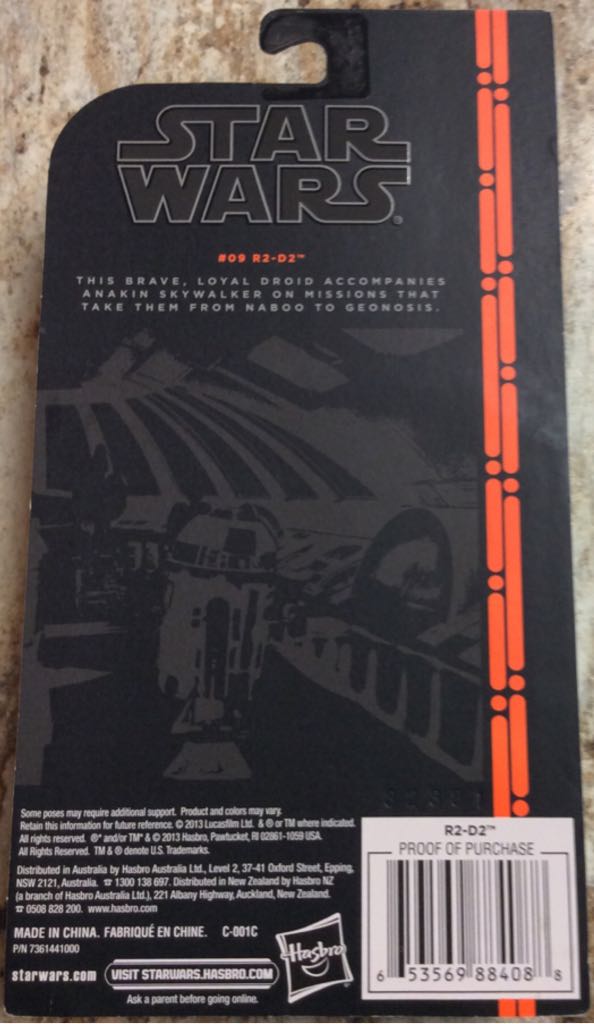 STAR
WARS®
#09 R2-D2™
THIS BRAVE, LOYAL DROID ACCOMPANIES
ANAKIN SKYWALKER ON MISSIONS THAT
TAKE THEM FROM NABOO TO GEONOSIS.
Some poses may require additional support. Product and colors may vary.
Retain this information for future reference. © 2013 Lucasfilm Ltd. & ® or TM where indicated.
All rights reserved. ®* and/or TM* & © 2013 Hasbro, Pawtucket, RI 02861-1059 USA.
All Rights Reserved. TM & ® denote U.S. Trademarks.
Distributed in Australia by Hasbro Australia Ltd., Level 2, 37-41 Oxford Street, Epping,
NSW 2121, Australia. ☎ 1300 138 697. Distributed in New Zealand by Hasbro NZ
(a branch of Hasbro Australia Ltd.), 221 Albany Highway, Auckland, New Zealand.
☎ 0508 828 200. www.hasbro.com
MADE IN CHINA. FABRIQUÉ EN CHINE. C-001C
P/N 7361441000
starwars.com VISIT STARWARS.HASBRO.COM
Ask a parent before going online.
Hasbro
R2-D2™
PROOF OF PURCHASE
6 53569 88408 8